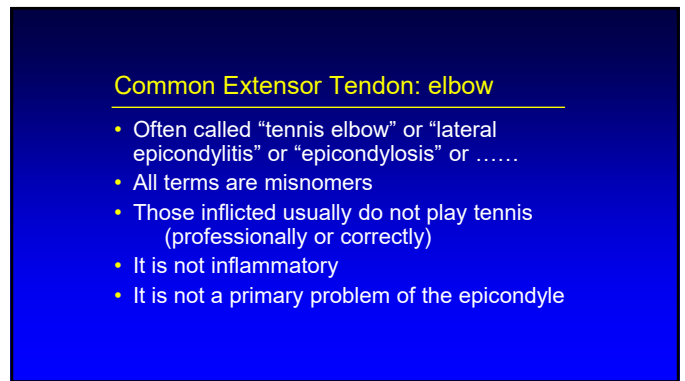 Common Extensor Tendon: elbow
• Often called “tennis elbow” or “lateral
epicondylitis” or “epicondylosis” or ……
• All terms are misnomers
• Those inflicted usually do not play tennis
(professionally or correctly)
• It is not inflammatory
• It is not a primary problem of the epicondyle